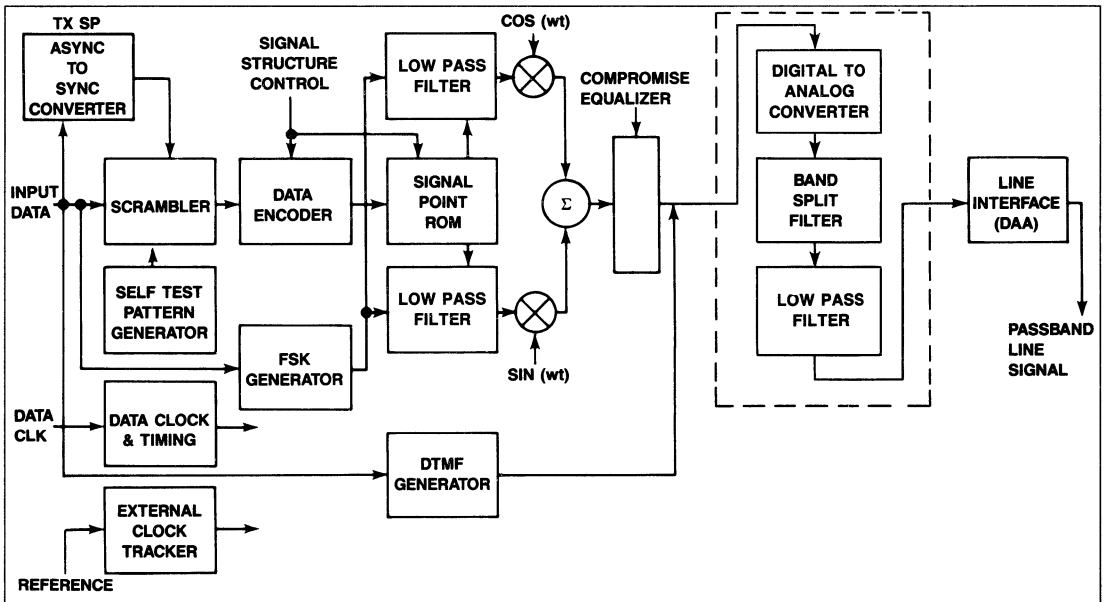 TX SP
ASYNC
TO
SYNC
CONVERTER
SIGNAL
STRUCTURE
CONTROL
LOW PASS
FILTER
COS (wt)
COMPROMISE
EQUALIZER
DIGITAL TO
ANALOG
CONVERTER
INPUT
DATA
SCRAMBLER
DATA
ENCODER
SIGNAL
POINT
ROM
Σ
BAND
SPLIT
FILTER
LINE
INTERFACE
(DAA)
SELF TEST
PATTERN
GENERATOR
LOW PASS
FILTER
SIN (wt)
LOW PASS
FILTER
PASSBAND
LINE
SIGNAL
FSK
GENERATOR
DATA
CLK
DATA CLOCK
& TIMING
DTMF
GENERATOR
EXTERNAL
CLOCK
TRACKER
REFERENCE